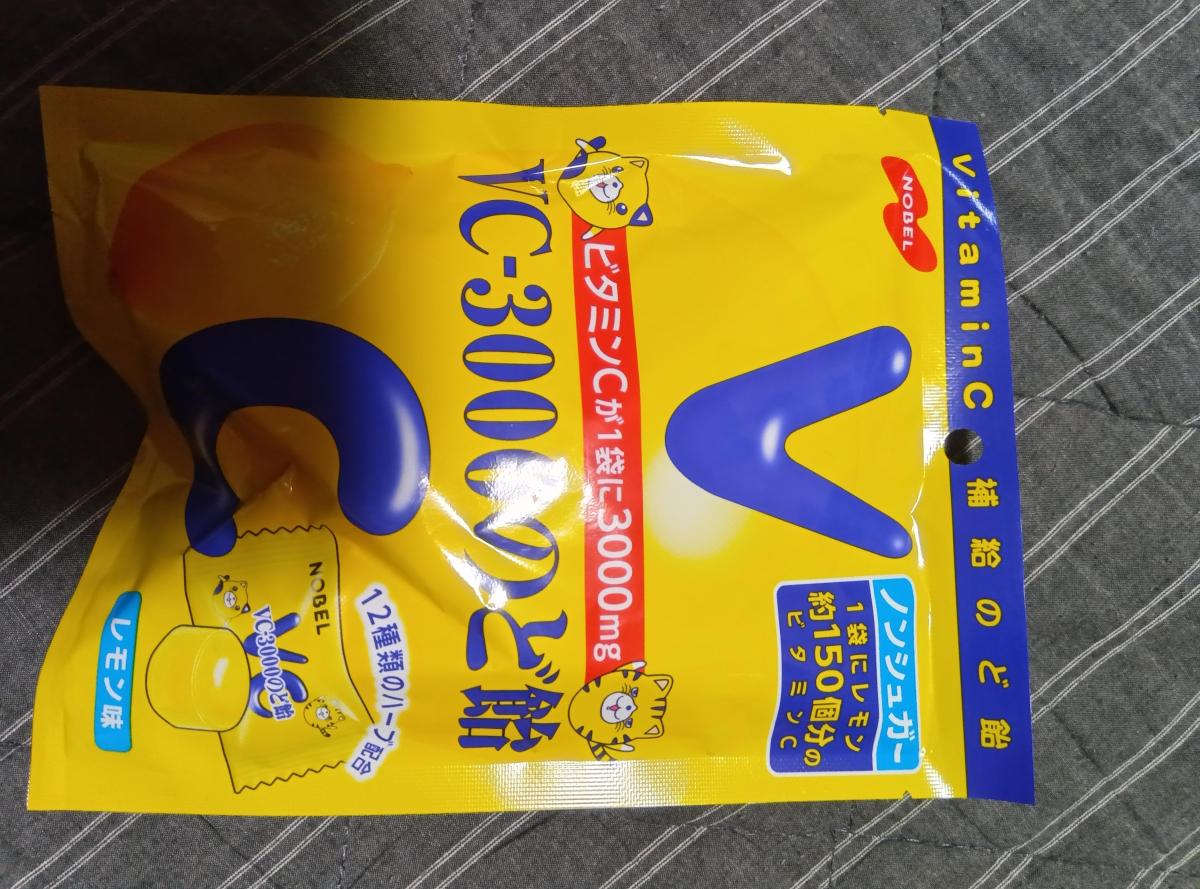 VitaminC 補給のど飴
NOBEL
V
ノンシュガー
1袋にレモン
約150個分の
ビタミンC
ビタミンCが1袋に3000mg
VC-3000のど飴
C
12種類のハーブ配合
NOBEL
VC
VC3000のど飴
レモン味